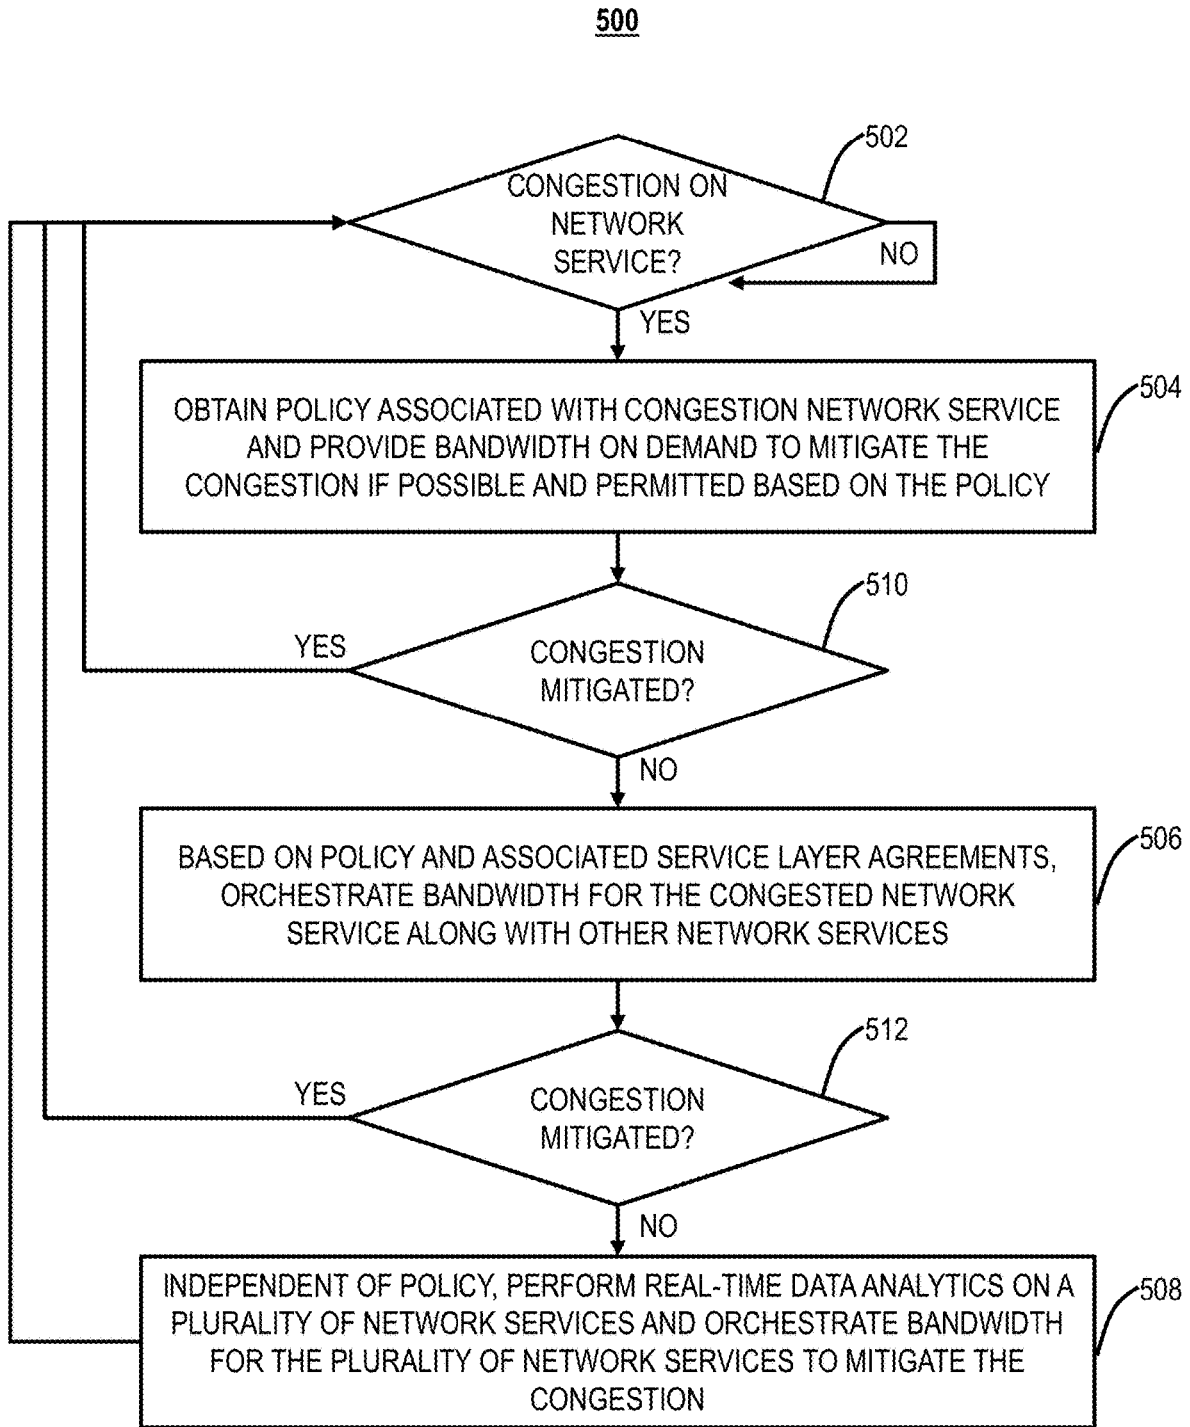 500
502
CONGESTION ON
NETWORK
SERVICE?
NO
YES
504
OBTAIN POLICY ASSOCIATED WITH CONGESTION NETWORK SERVICE
AND PROVIDE BANDWIDTH ON DEMAND TO MITIGATE THE
CONGESTION IF POSSIBLE AND PERMITTED BASED ON THE POLICY
510
YES
CONGESTION
MITIGATED?
NO
506
BASED ON POLICY AND ASSOCIATED SERVICE LAYER AGREEMENTS,
ORCHESTRATE BANDWIDTH FOR THE CONGESTED NETWORK
SERVICE ALONG WITH OTHER NETWORK SERVICES
512
YES
CONGESTION
MITIGATED?
NO
508
INDEPENDENT OF POLICY, PERFORM REAL-TIME DATA ANALYTICS ON A
PLURALITY OF NETWORK SERVICES AND ORCHESTRATE BANDWIDTH
FOR THE PLURALITY OF NETWORK SERVICES TO MITIGATE THE
CONGESTION